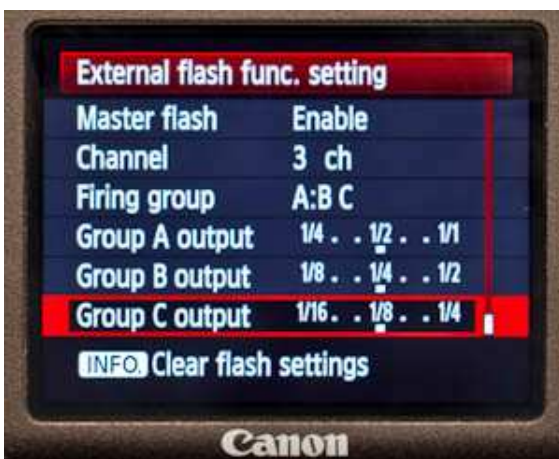 External flash func. setting
Master flash Enable
Channel 3 ch
Firing group A:B C
Group A output 1/4 . . 1/2 . . 1/1
Group B output 1/8 . . 1/4 . . 1/2
Group C output 1/16 . . 1/8 . . 1/4
INFO. Clear flash settings
Canon